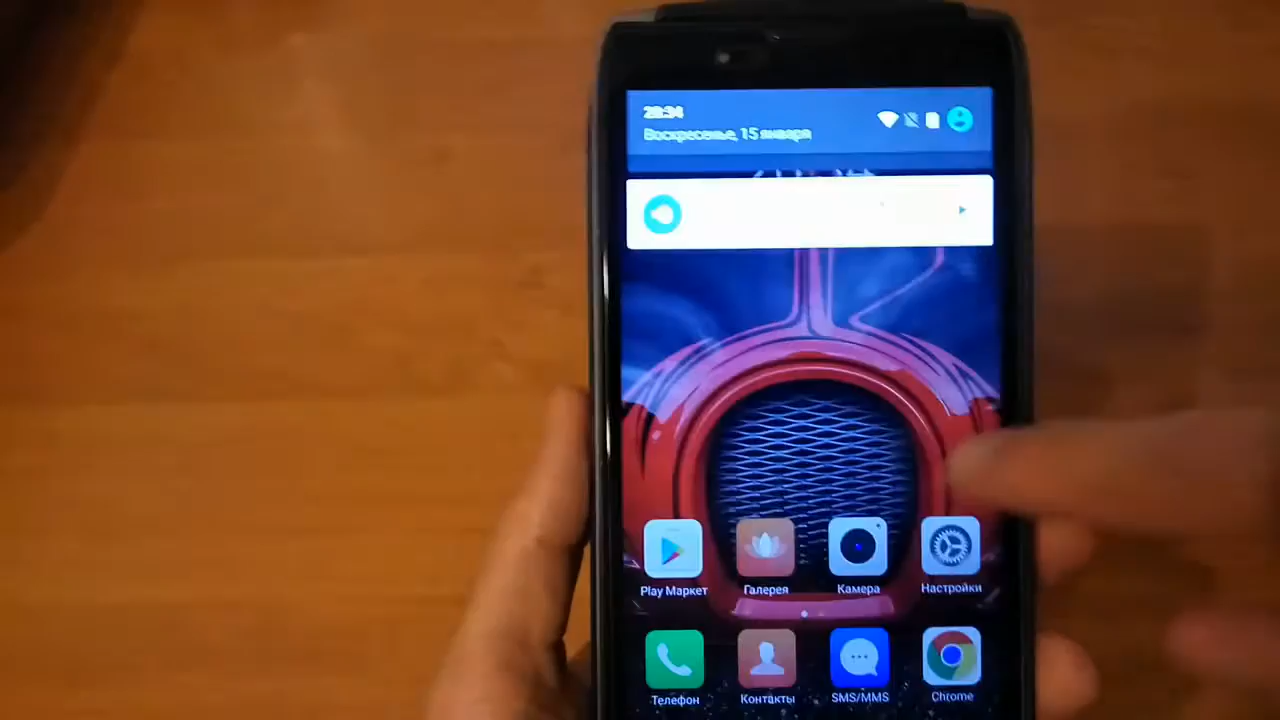 20:34
Воскресенье, 15 января
Play Маркет
Галерея
Камера
Настройки
Телефон
Контакты
SMS/MMS
Chrome